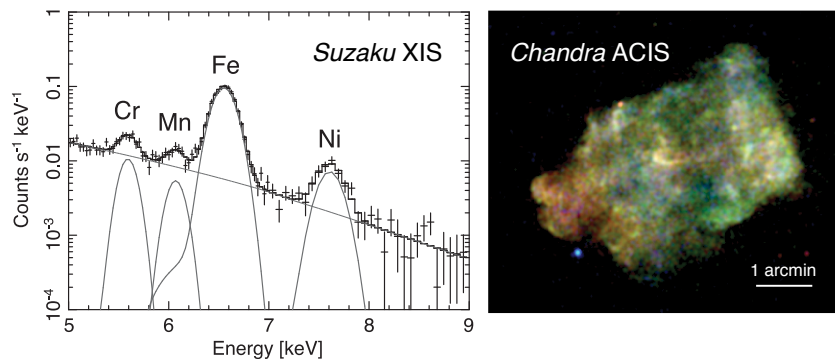 Suzaku XIS
Fe
Cr
Mn
Ni
Counts s⁻¹ keV⁻¹
1
0.1
0.01
10⁻³
10⁻⁴
5 6 7 8 9
Energy [keV]
Chandra ACIS
1 arcmin